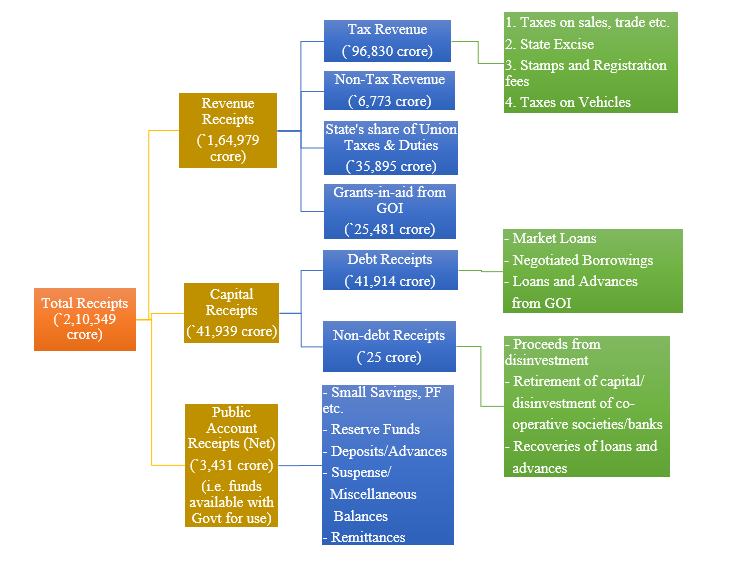 Total Receipts
(`2,10,349
crore)
Revenue
Receipts
(`1,64,979
crore)
Tax Revenue
(`96,830 crore)
1. Taxes on sales, trade etc.
2. State Excise
3. Stamps and Registration
fees
4. Taxes on Vehicles
Non-Tax Revenue
(`6,773 crore)
State's share of Union
Taxes & Duties
(`35,895 crore)
Grants-in-aid from
GOI
(`25,481 crore)
Capital
Receipts
(`41,939 crore)
Debt Receipts
(`41,914 crore)
- Market Loans
- Negotiated Borrowings
- Loans and Advances
from GOI
Non-debt Receipts
(`25 crore)
- Proceeds from
disinvestment
- Retirement of capital/
disinvestment of co-
operative societies/banks
- Recoveries of loans and
advances
Public
Account
Receipts (Net)
(`3,431 crore)
(i.e. funds
available with
Govt for use)
- Small Savings, PF
etc.
- Reserve Funds
- Deposits/Advances
- Suspense/
Miscellaneous
Balances
- Remittances